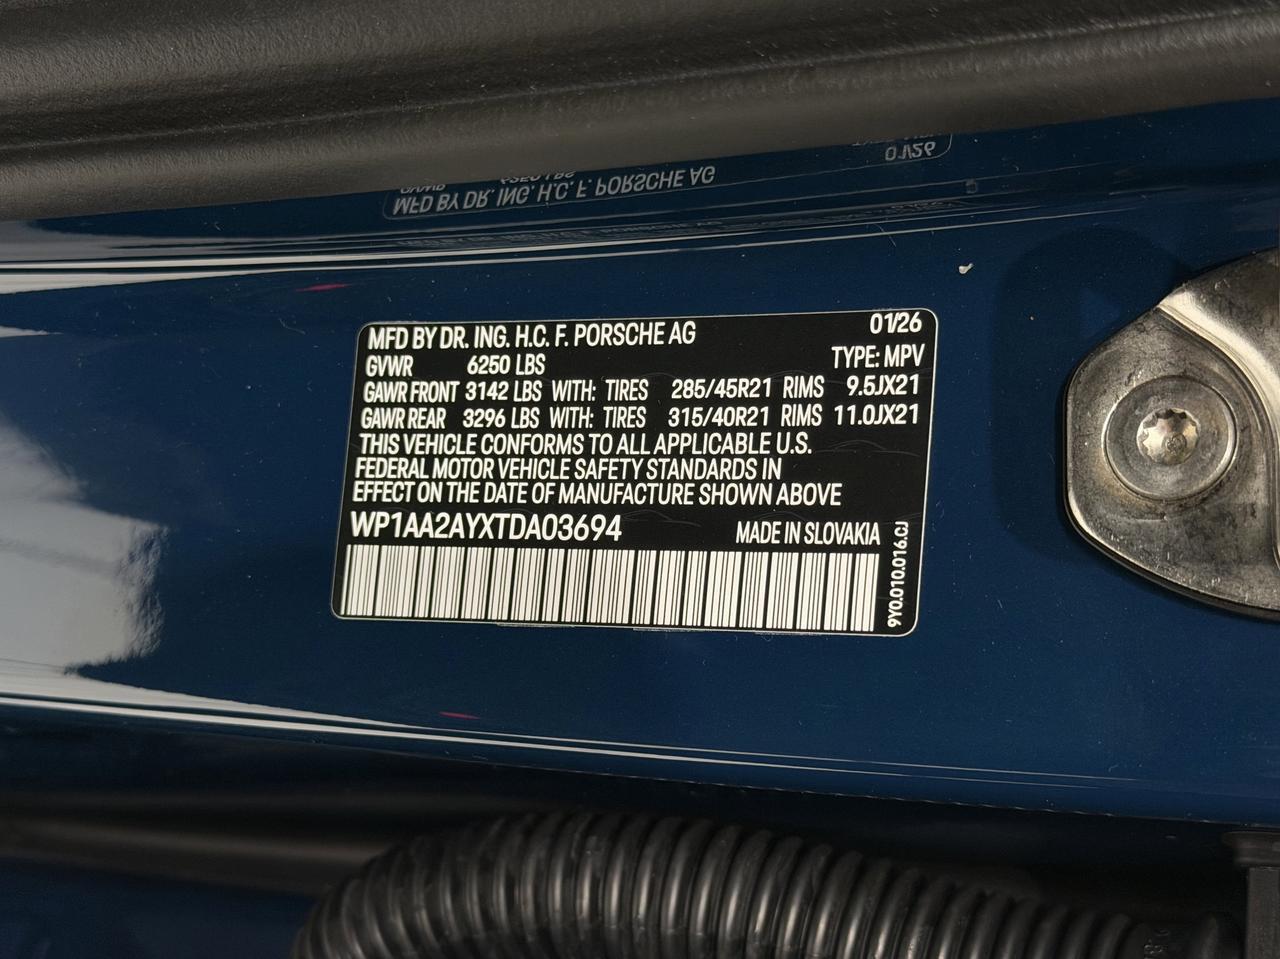 MFD BY DR. ING. H.C. F. PORSCHE AG 01/26
GVWR 6250 LBS TYPE: MPV
GAWR FRONT 3142 LBS WITH: TIRES 285/45R21 RIMS 9.5JX21
GAWR REAR 3296 LBS WITH: TIRES 315/40R21 RIMS 11.0JX21
THIS VEHICLE CONFORMS TO ALL APPLICABLE U.S.
FEDERAL MOTOR VEHICLE SAFETY STANDARDS IN
EFFECT ON THE DATE OF MANUFACTURE SHOWN ABOVE
WP1AA2AYXTDA03694 MADE IN SLOVAKIA
9Y0.010.016.CJ